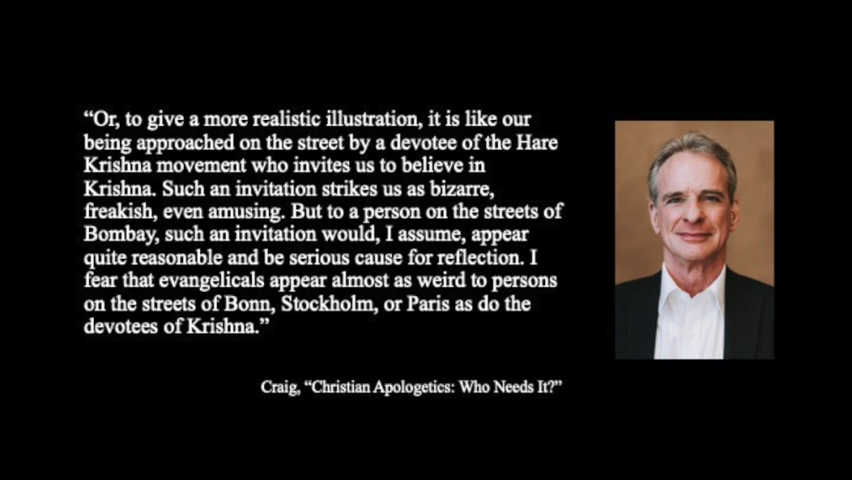 “Or, to give a more realistic illustration, it is like our
being approached on the street by a devotee of the Hare
Krishna movement who invites us to believe in
Krishna. Such an invitation strikes us as bizarre,
freakish, even amusing. But to a person on the streets of
Bombay, such an invitation would, I assume, appear
quite reasonable and be serious cause for reflection. I
fear that evangelicals appear almost as weird to persons
on the streets of Bonn, Stockholm, or Paris as do the
devotees of Krishna.”
Craig, “Christian Apologetics: Who Needs It?”